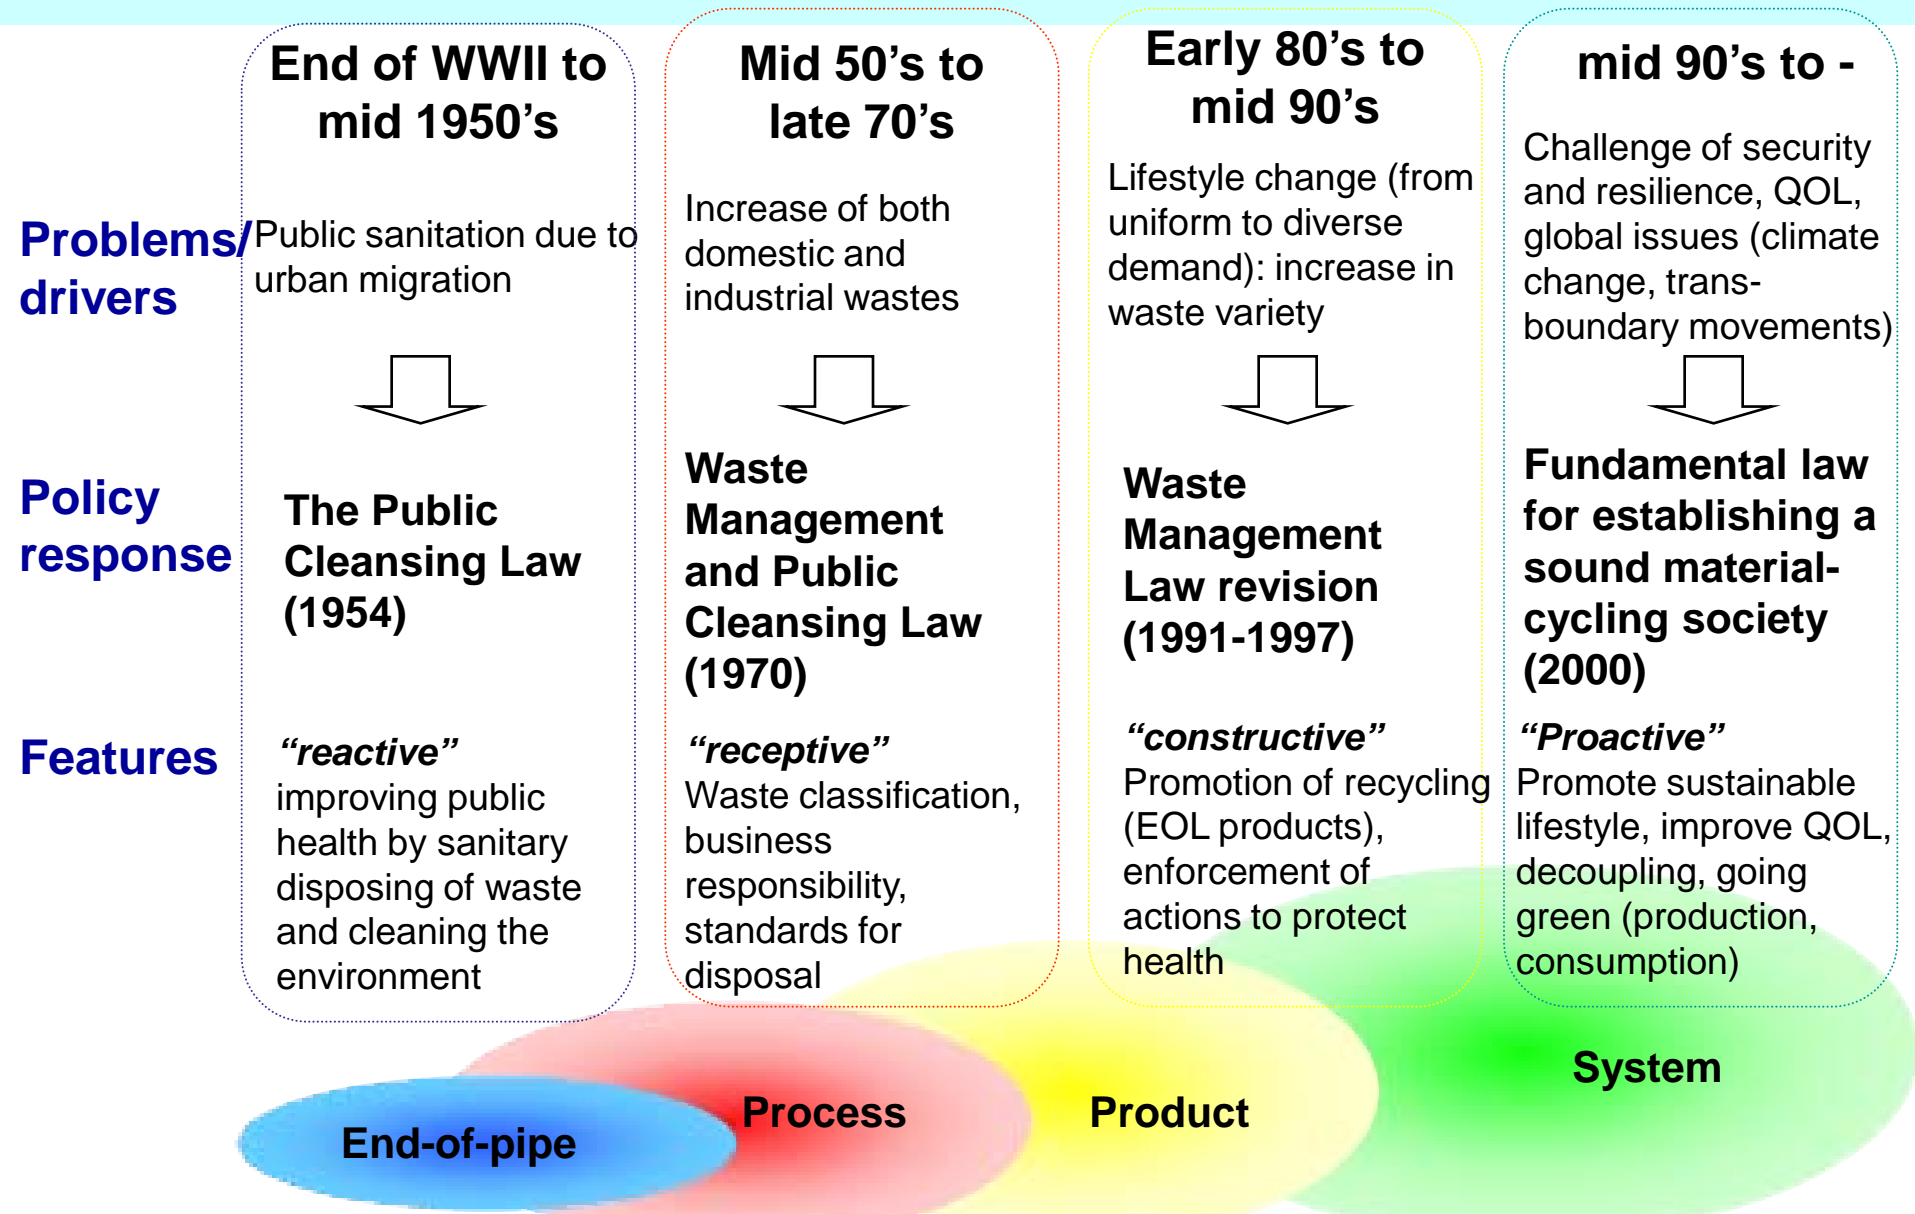 End of WWII to
mid 1950’s
Mid 50’s to
late 70’s
Early 80’s to
mid 90’s
mid 90’s to -
Problems/
drivers
Public sanitation due to
urban migration
Increase of both
domestic and
industrial wastes
Lifestyle change (from
uniform to diverse
demand): increase in
waste variety
Challenge of security
and resilience, QOL,
global issues (climate
change, trans-
boundary movements)
Policy
response
The Public
Cleansing Law
(1954)
Waste
Management
and Public
Cleansing Law
(1970)
Waste
Management
Law revision
(1991-1997)
Fundamental law
for establishing a
sound material-
cycling society
(2000)
Features
“reactive”
improving public
health by sanitary
disposing of waste
and cleaning the
environment
“receptive”
Waste classification,
business
responsibility,
standards for
disposal
“constructive”
Promotion of recycling
(EOL products),
enforcement of
actions to protect
health
“Proactive”
Promote sustainable
lifestyle, improve QOL,
decoupling, going
green (production,
consumption)
End-of-pipe
Process
Product
System